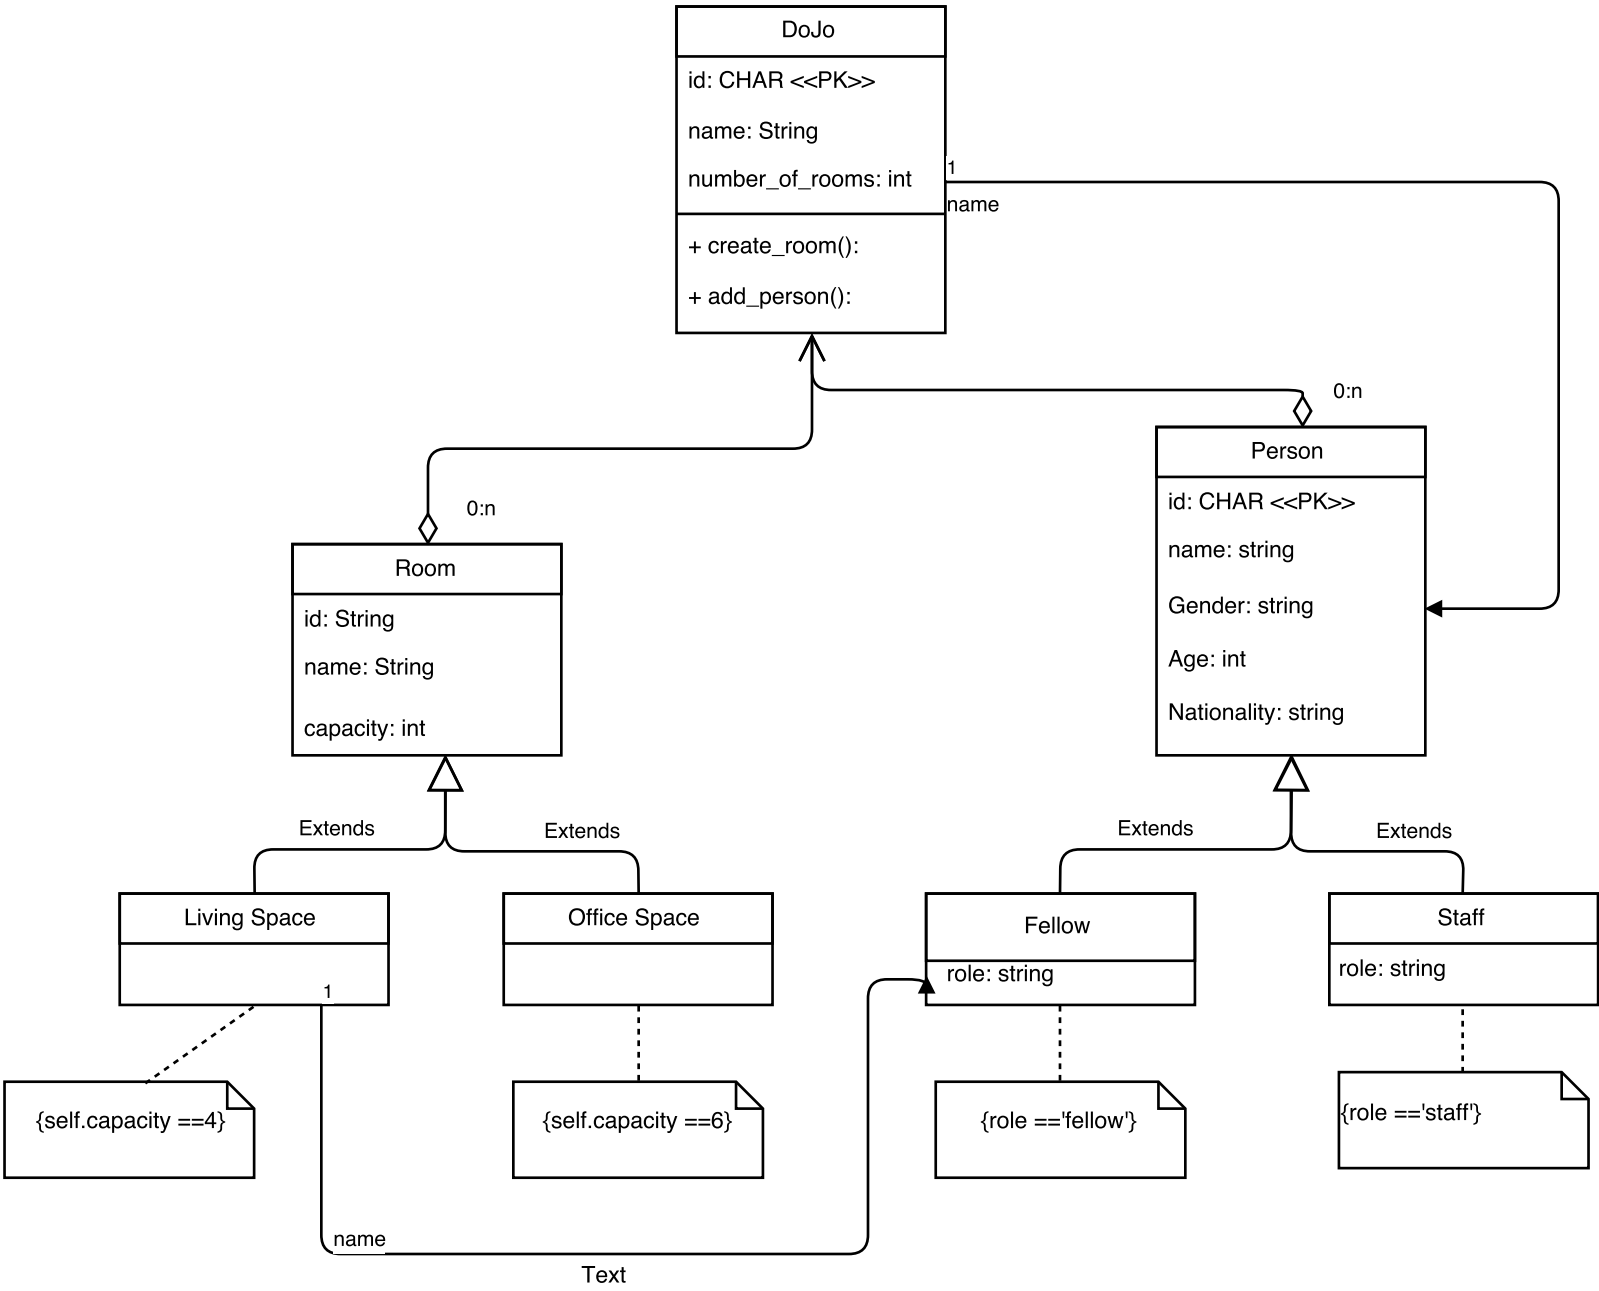 DoJo
id: CHAR <<PK>>
name: String
number_of_rooms: int
+ create_room():
+ add_person():
1
name
0:n
Person
id: CHAR <<PK>>
name: string
Gender: string
Age: int
Nationality: string
0:n
Room
id: String
name: String
capacity: int
Extends
Extends
Extends
Extends
Living Space
1
Office Space
Fellow
role: string
Staff
role: string
{self.capacity ==4}
{self.capacity ==6}
{role =='fellow'}
{role =='staff'}
name
Text